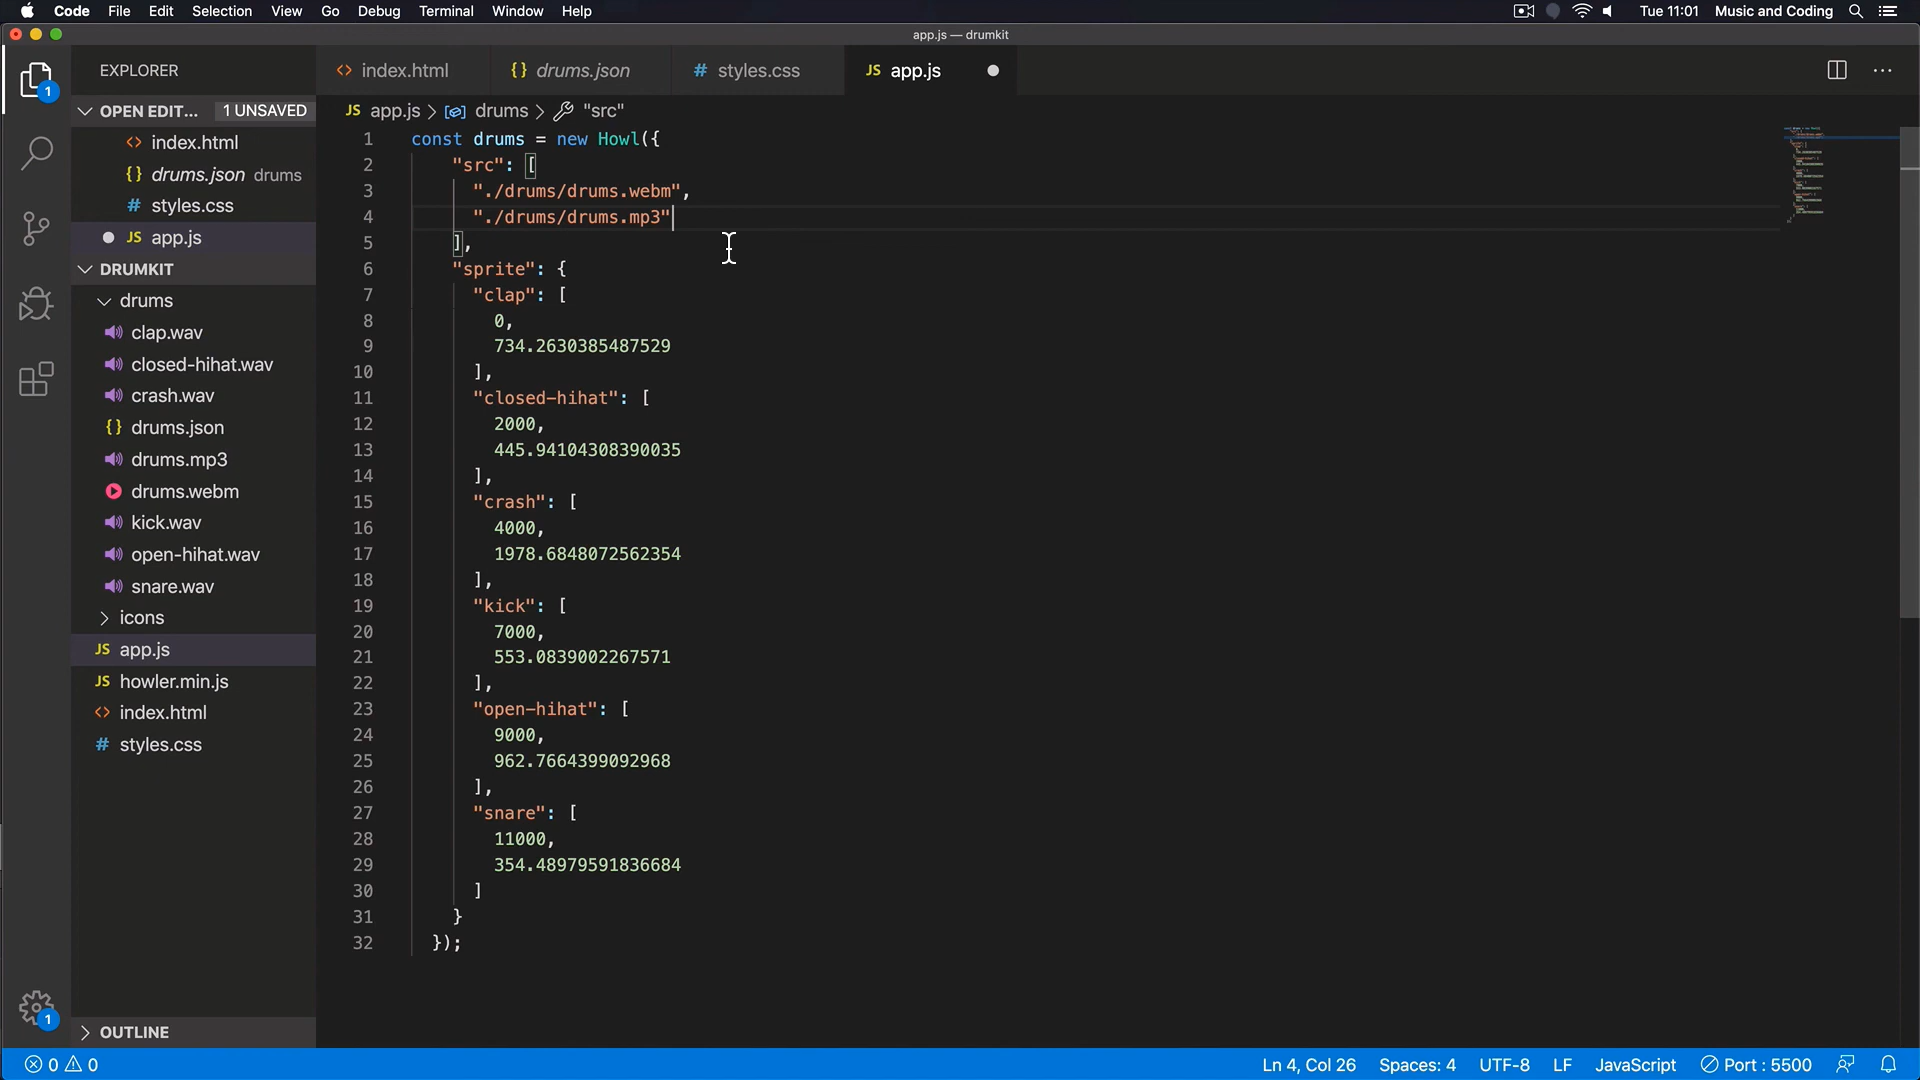 Code File Edit Selection View Go Debug Terminal Window Help Tue 11:01 Music and Coding
app.js — drumkit
EXPLORER
index.html
{} drums.json
# styles.css
JS app.js
1
OPEN EDIT... 1 UNSAVED
index.html
{} drums.json drums
# styles.css
JS app.js
DRUMKIT
drums
clap.wav
closed-hihat.wav
crash.wav
{} drums.json
drums.mp3
drums.webm
kick.wav
open-hihat.wav
snare.wav
icons
JS app.js
JS howler.min.js
index.html
# styles.css
OUTLINE
1
JS app.js > drums > "src"
1 const drums = new Howl({
2 "src": [
3 "./drums/drums.webm",
4 "./drums/drums.mp3"
5 ],
6 "sprite": {
7 "clap": [
8 0,
9 734.2630385487529
10 ],
11 "closed-hihat": [
12 2000,
13 445.94104308390035
14 ],
15 "crash": [
16 4000,
17 1978.6848072562354
18 ],
19 "kick": [
20 7000,
21 553.0839002267571
22 ],
23 "open-hihat": [
24 9000,
25 962.7664399092968
26 ],
27 "snare": [
28 11000,
29 354.48979591836684
30 ]
31 }
32 });
0 0 Ln 4, Col 26 Spaces: 4 UTF-8 LF JavaScript Port : 5500